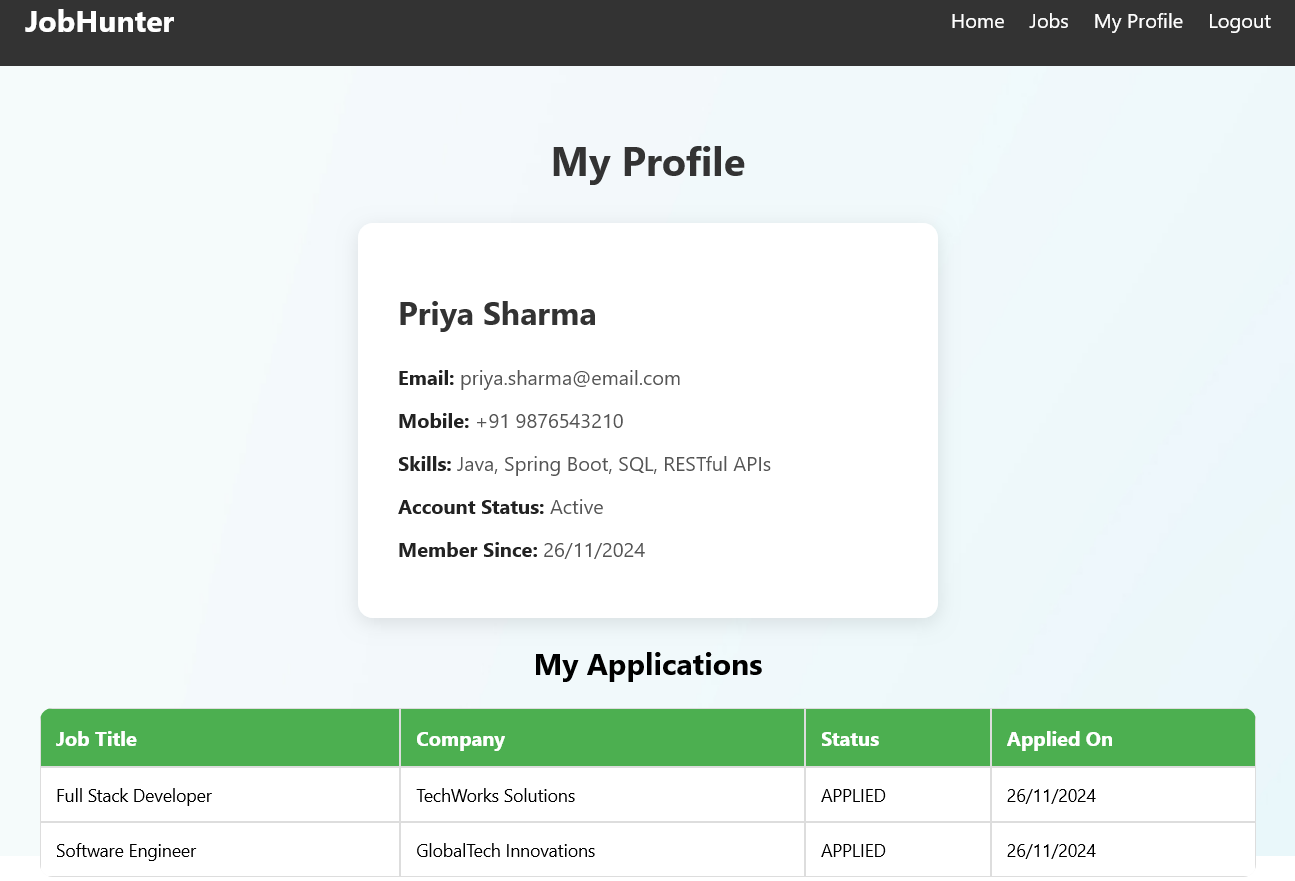 JobHunter
Home Jobs My Profile Logout
My Profile
Priya Sharma
Email: priya.sharma@email.com
Mobile: +91 9876543210
Skills: Java, Spring Boot, SQL, RESTful APIs
Account Status: Active
Member Since: 26/11/2024
My Applications
Job Title Company Status Applied On
Full Stack Developer TechWorks Solutions APPLIED 26/11/2024
Software Engineer GlobalTech Innovations APPLIED 26/11/2024